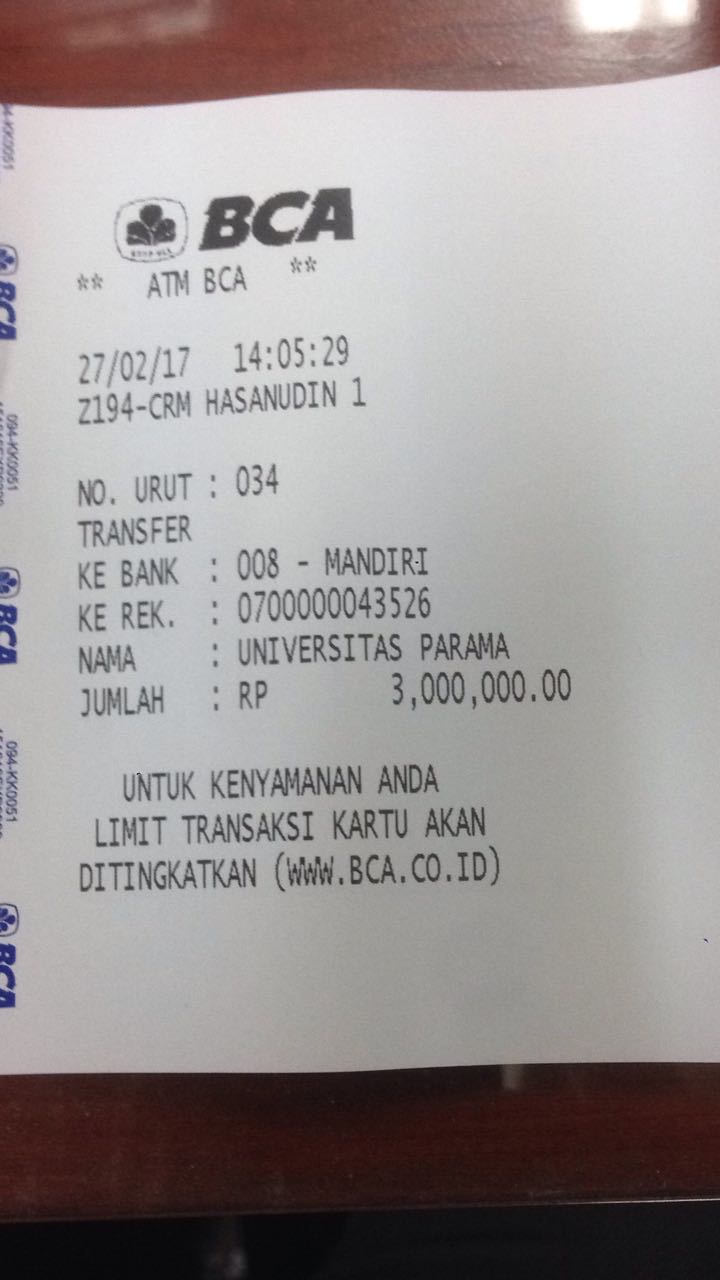 BCA
** ATM BCA **
27/02/17 14:05:29
Z194-CRM HASANUDIN 1
NO. URUT : 034
TRANSFER
KE BANK : 008 - MANDIRI
KE REK. : 0700000043526
NAMA : UNIVERSITAS PARAMA
JUMLAH : RP 3,000,000.00
UNTUK KENYAMANAN ANDA
LIMIT TRANSAKSI KARTU AKAN
DITINGKATKAN (WWW.BCA.CO.ID)
094-KK0051
BCA
094-KK0051
BCA
094-KK0051
BCA